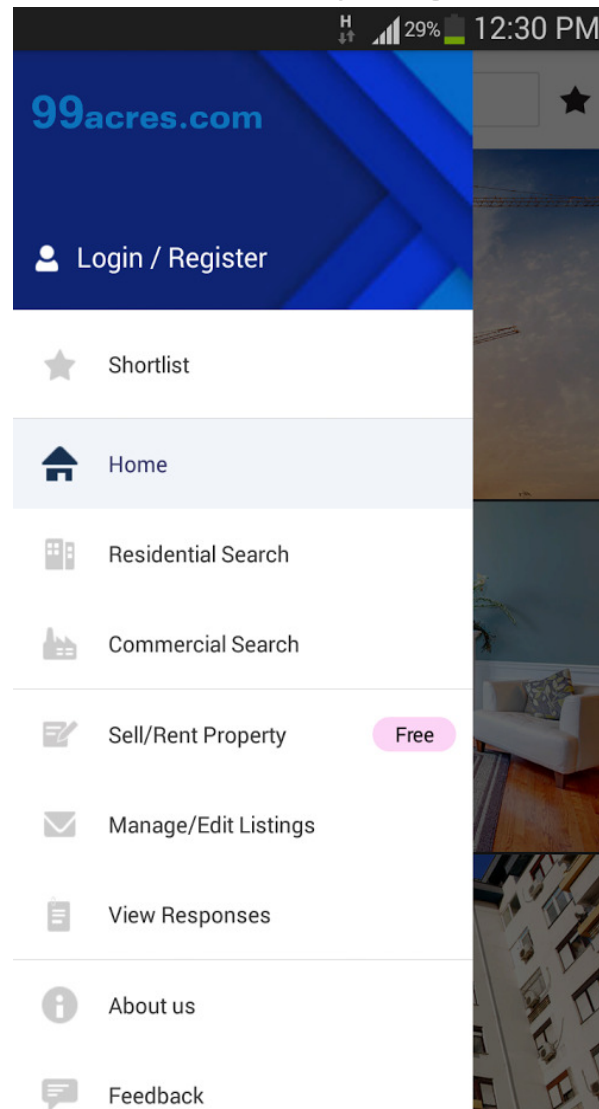 H 29% 12:30 PM
99acres.com
Login / Register
Shortlist
Home
Residential Search
Commercial Search
Sell/Rent Property Free
Manage/Edit Listings
View Responses
About us
Feedback